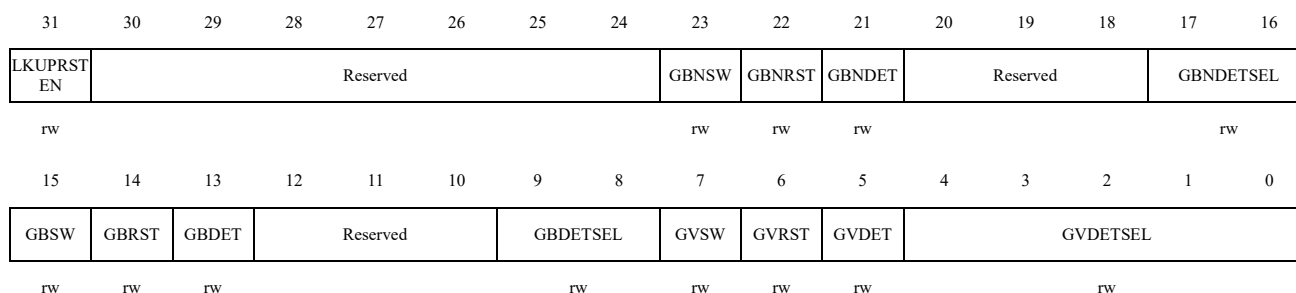 31 30 29 28 27 26 25 24 23 22 21 20 19 18 17 16
LKUPRST
EN Reserved GBNSW GBNRST GBNDET Reserved GBNDETSEL
rw rw rw rw rw
15 14 13 12 11 10 9 8 7 6 5 4 3 2 1 0
GBSW GBRST GBDET Reserved GBDETSEL GVSW GVRST GVDET GVDETSEL
rw rw rw rw rw rw rw rw